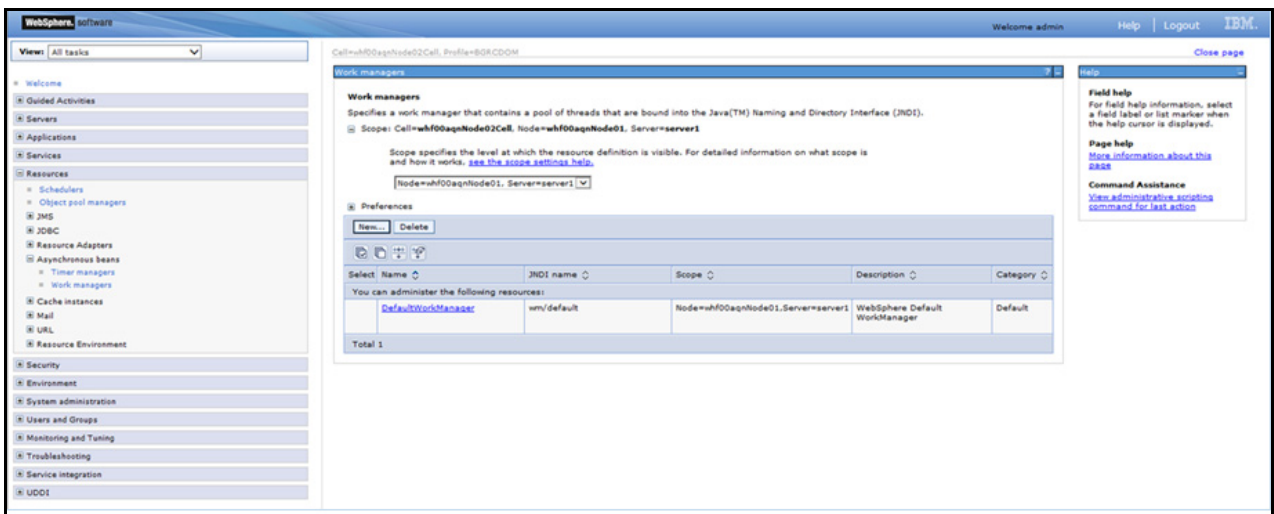 WebSphere. software
Welcome admin
Help | Logout
IBM.
View: All tasks
Welcome
Guided Activities
Servers
Applications
Services
Resources
Schedulers
Object pool managers
JMS
JDBC
Resource Adapters
Asynchronous beans
Timer managers
Work managers
Cache instances
Mail
URL
Resource Environment
Security
Environment
System administration
Users and Groups
Monitoring and Tuning
Troubleshooting
Service integration
UDDI
Cell=whf00aqnNode02Cell, Profile=BORCDOM
Close page
Work managers
Work managers
Specifies a work manager that contains a pool of threads that are bound into the Java(TM) Naming and Directory Interface (JNDI).
Scope: Cell=whf00aqnNode02Cell, Node=whf00aqnNode01, Server=server1
Scope specifies the level at which the resource definition is visible. For detailed information on what scope is
and how it works, see the scope settings help.
Node=whf00aqnNode01, Server=server1
Preferences
New... Delete
Select Name JNDI name Scope Description Category
You can administer the following resources:
DefaultWorkManager wm/default Node=whf00aqnNode01,Server=server1 WebSphere Default Default
WorkManager
Total 1
Help
Field help
For field help information, select
a field label or list marker when
the help cursor is displayed.
Page help
More information about this
page
Command Assistance
View administrative scripting
command for last action